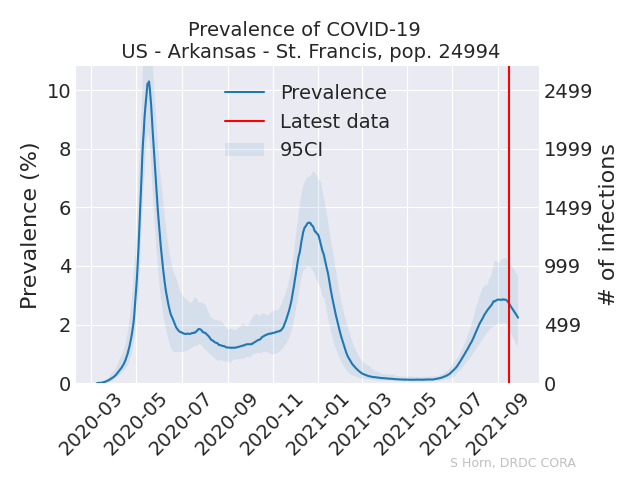 Prevalence of COVID-19
US - Arkansas - St. Francis, pop. 24994
Prevalence (%)
10
8
6
4
2
0
Prevalence
Latest data
95CI
2499
1999
1499
999
499
0
# of infections
2020-03
2020-05
2020-07
2020-09
2020-11
2021-01
2021-03
2021-05
2021-07
2021-09
S Horn, DRDC CORA